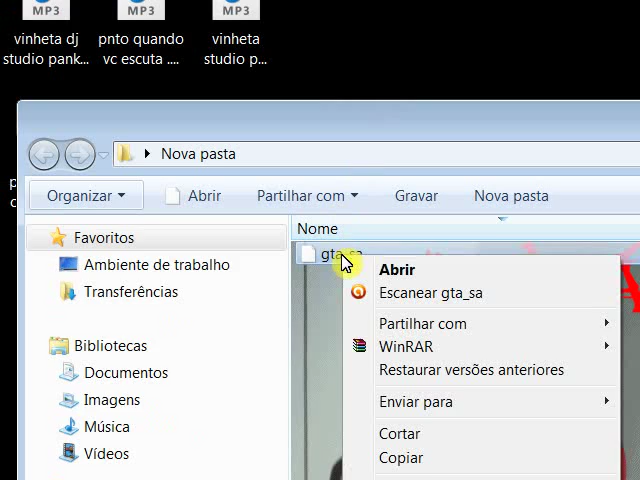 MP3
MP3
MP3
vinheta dj
studio pank...
pnto quando
vc escuta ....
vinheta
studio p...
Nova pasta
Organizar
Abrir
Partilhar com
Gravar
Nova pasta
Nome
Favoritos
Ambiente de trabalho
Transferências
Bibliotecas
Documentos
Imagens
Música
Vídeos
gta_sa
Abrir
Escanear gta_sa
Partilhar com
WinRAR
Restaurar versões anteriores
Enviar para
Cortar
Copiar